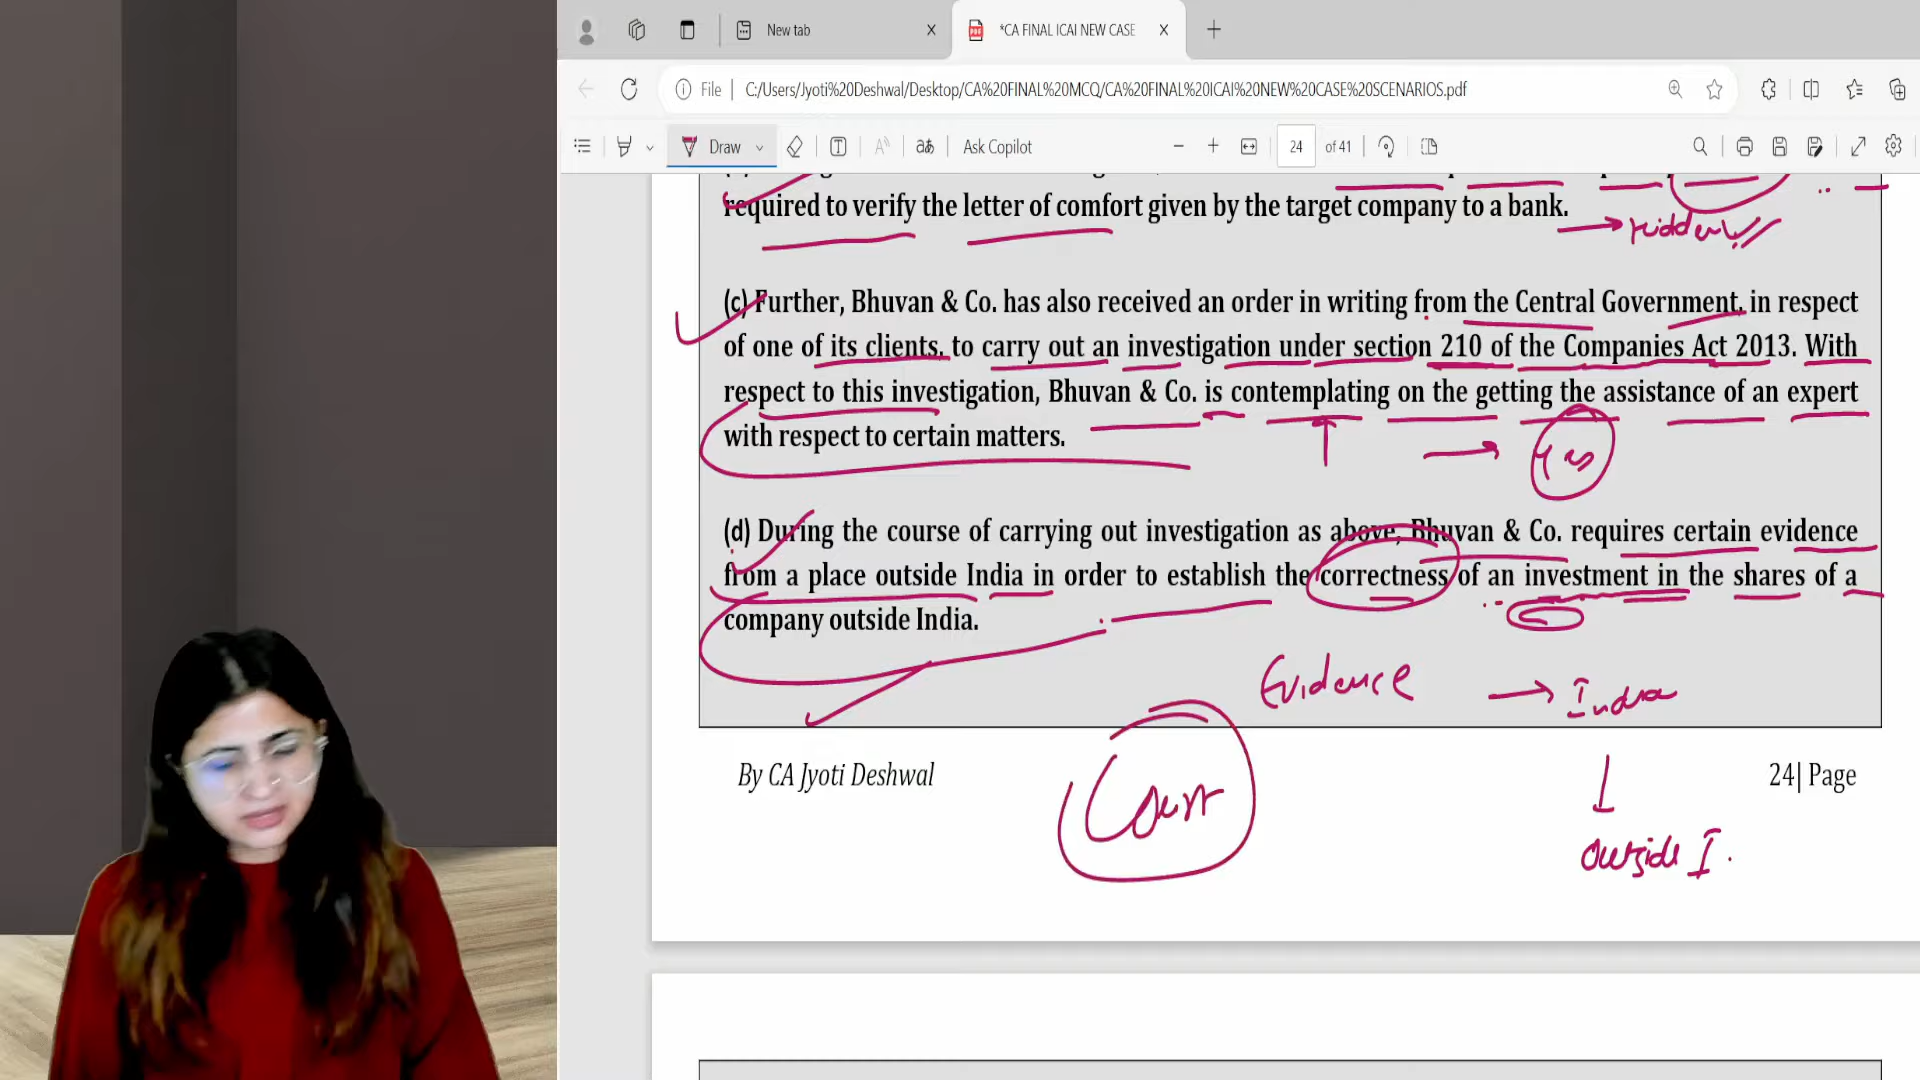 New tab
*CA FINAL ICAI NEW CASE
File
C:/Users/Jyoti%20Deshwal/Desktop/CA%20FINAL%20MCQ/CA%20FINAL%20ICAI%20NEW%20CASE%20SCENARIOS.pdf
Draw
Ask Copilot
24 of 41
required to verify the letter of comfort given by the target company to a bank.
hidden
(c) Further, Bhuvan & Co. has also received an order in writing from the Central Government, in respect
of one of its clients, to carry out an investigation under section 210 of the Companies Act 2013. With
respect to this investigation, Bhuvan & Co. is contemplating on the getting the assistance of an expert
with respect to certain matters.
Yes
(d) During the course of carrying out investigation as above, Bhuvan & Co. requires certain evidence
from a place outside India in order to establish the correctness of an investment in the shares of a
company outside India.
Evidence → India
By CA Jyoti Deshwal
24| Page
Court
outside I.